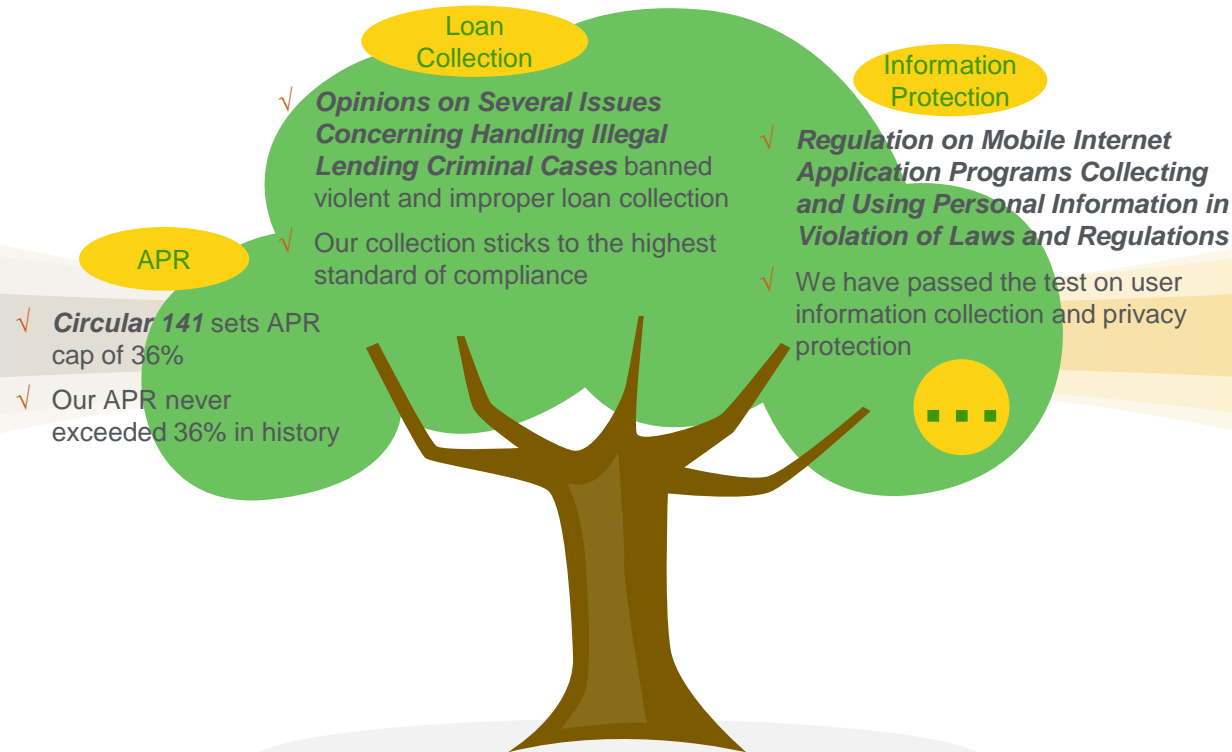 Loan
Collection
√ Opinions on Several Issues
Concerning Handling Illegal
Lending Criminal Cases banned
violent and improper loan collection
√ Our collection sticks to the highest
standard of compliance
Information
Protection
√ Regulation on Mobile Internet
Application Programs Collecting
and Using Personal Information in
Violation of Laws and Regulations
√ We have passed the test on user
information collection and privacy
protection
APR
√ Circular 141 sets APR
cap of 36%
√ Our APR never
exceeded 36% in history
...